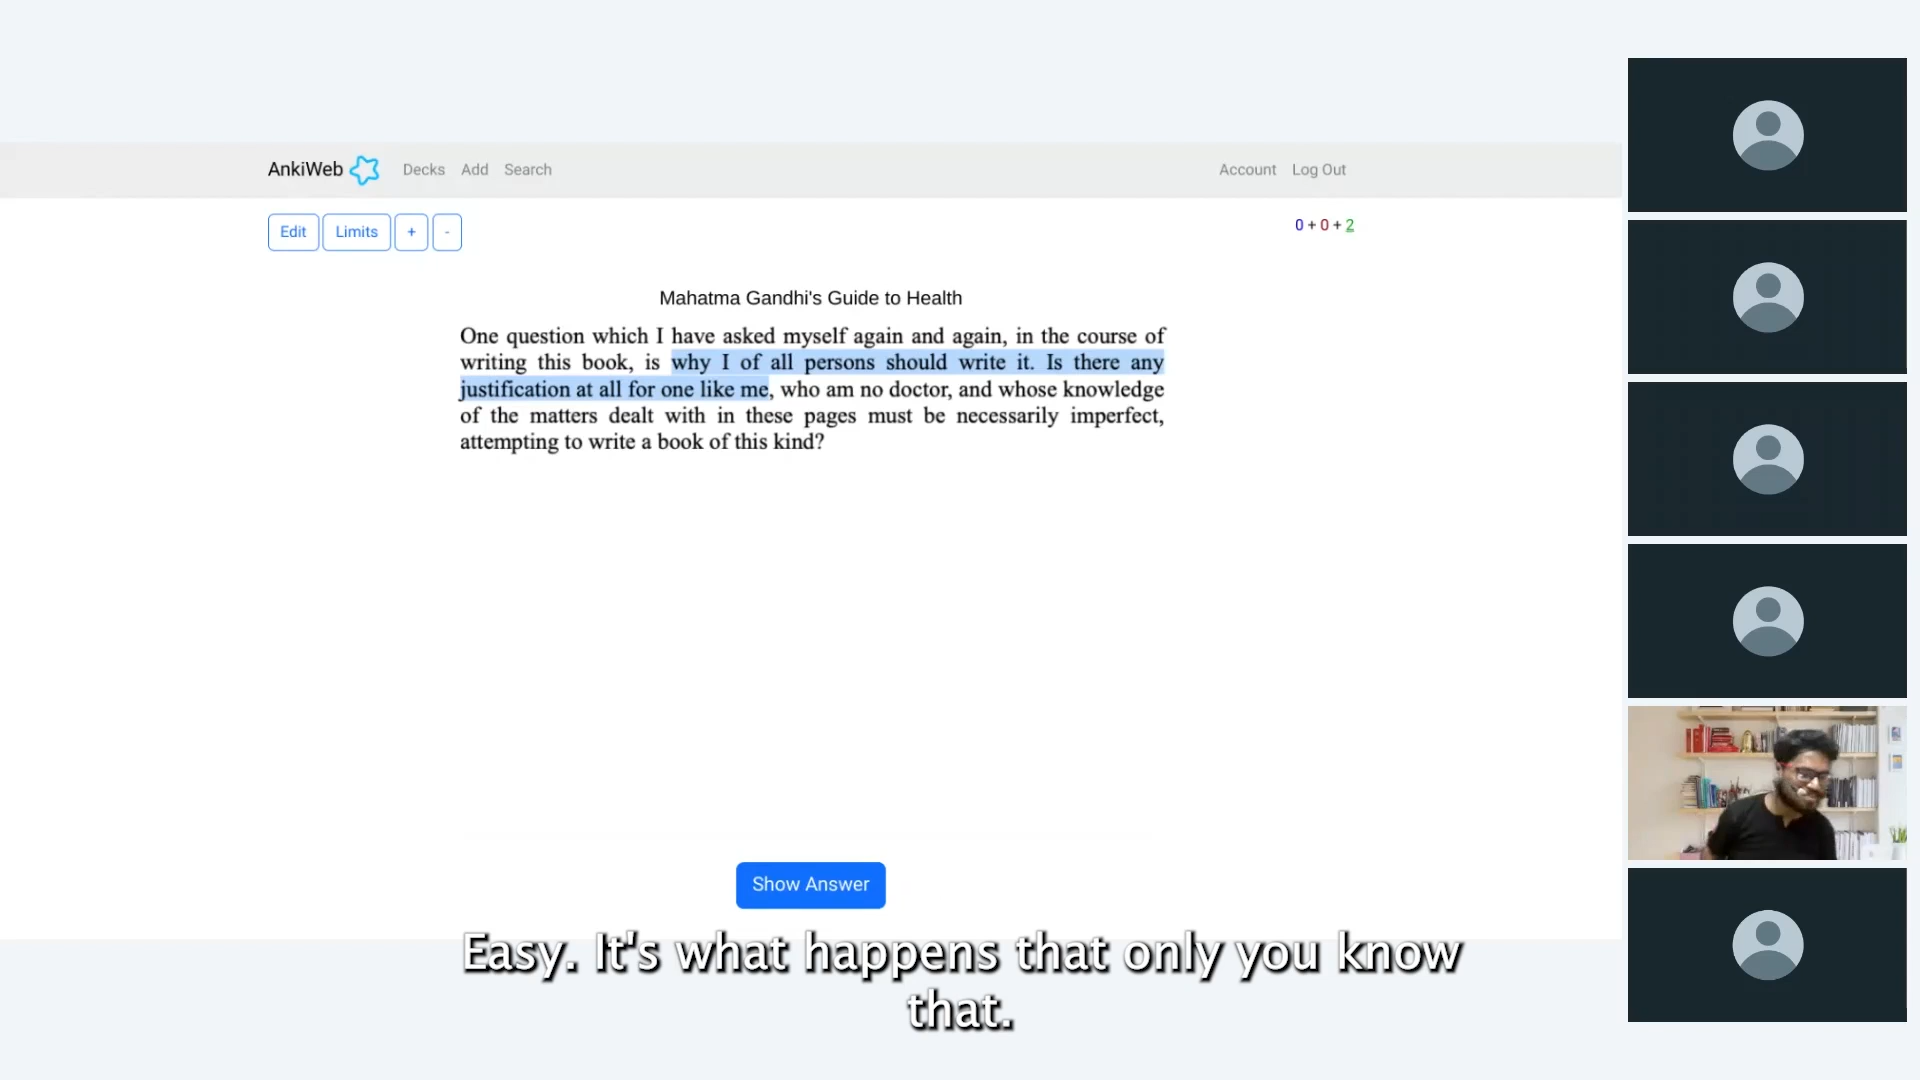 AnkiWeb Decks Add Search Account Log Out
Edit Limits + - 0 + 0 + 2
Mahatma Gandhi's Guide to Health
One question which I have asked myself again and again, in the course of
writing this book, is why I of all persons should write it. Is there any
justification at all for one like me, who am no doctor, and whose knowledge
of the matters dealt with in these pages must be necessarily imperfect,
attempting to write a book of this kind?
Show Answer
Easy. It's what happens that only you know
that.